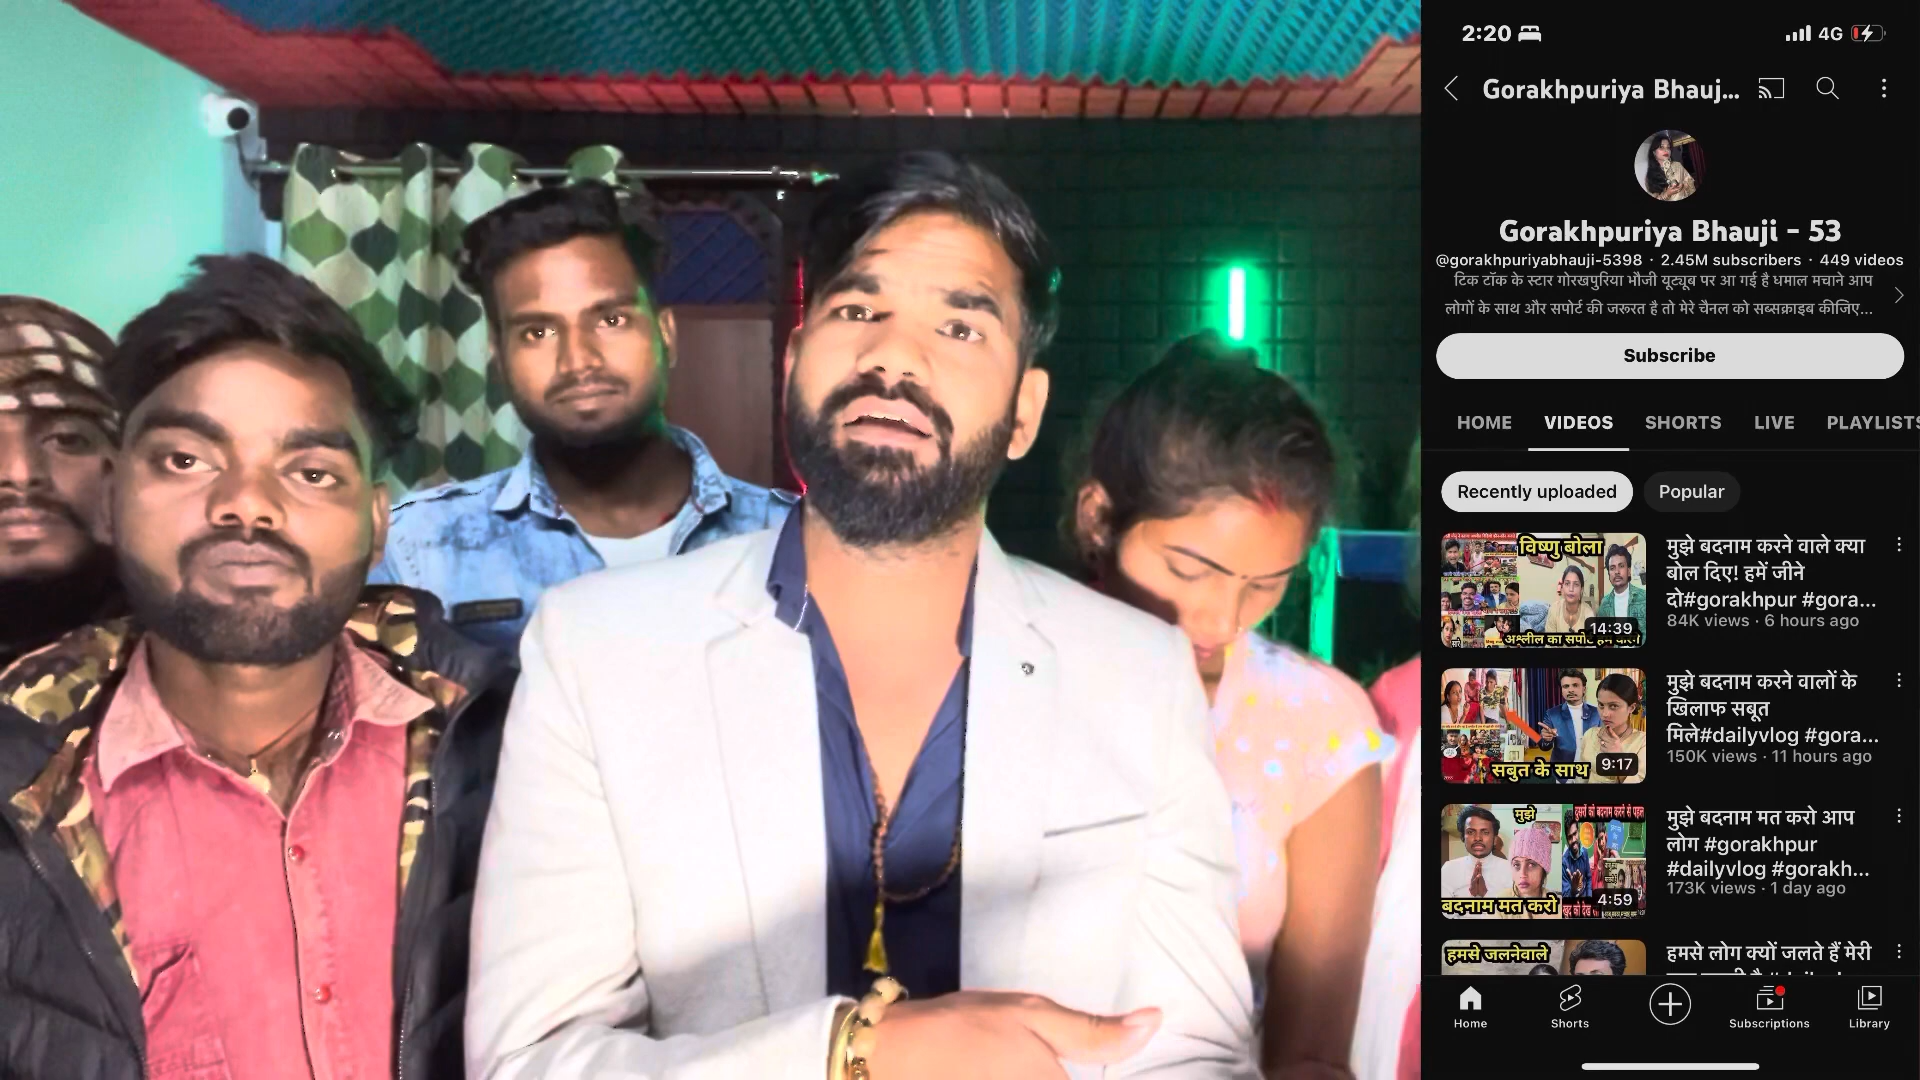 2:20
4G
Gorakhpuriya Bhauj...
Gorakhpuriya Bhauji - 53
@gorakhpuriyabhauji-5398 · 2.45M subscribers · 449 videos
टिक टॉक के स्टार गोरखपुरिया भौजी यूट्यूब पर आ गई है धमाल मचाने आप
लोगों के साथ और सपोर्ट की जरूरत है तो मेरे चैनल को सब्सक्राइब कीजिए...
Subscribe
HOME VIDEOS SHORTS LIVE PLAYLISTS
Recently uploaded Popular
विष्णु बोला
14:39
अश्लील का सपोर्ट हम
मुझे बदनाम करने वाले क्या
बोल दिए! हमें जीने
दो#gorakhpur #gora...
84K views · 6 hours ago
सबुत के साथ
9:17
मुझे बदनाम करने वालों के
खिलाफ सबूत
मिले#dailyvlog #gora...
150K views · 11 hours ago
मुझे
बदनाम मत करो
4:59
मुझे बदनाम मत करो आप
लोग #gorakhpur
#dailyvlog #gorakh...
173K views · 1 day ago
हमसे जलनेवाले
हमसे लोग क्यों जलते हैं मेरी
Home Shorts Subscriptions Library